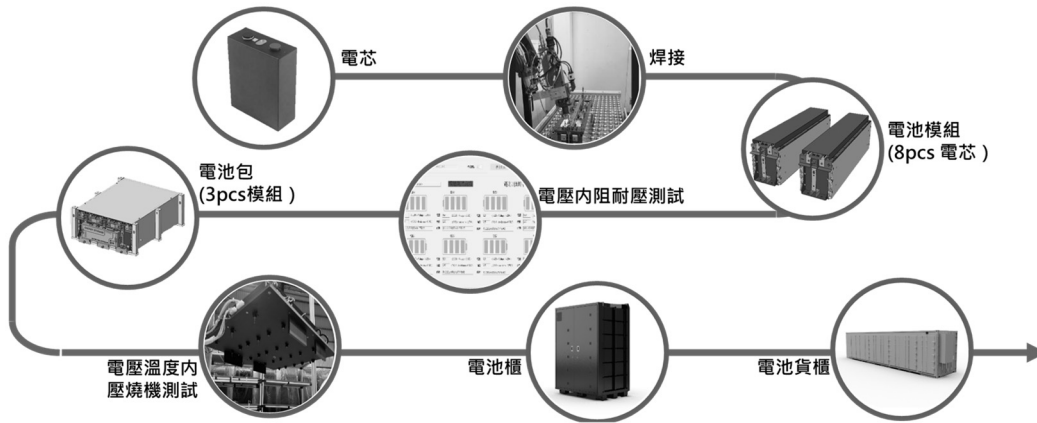 電芯
焊接
電池模組
(8pcs 電芯）
電壓内阻耐壓測試
電池包
(3pcs模組）
電壓溫度内
壓燒機測試
電池櫃
電池貨櫃